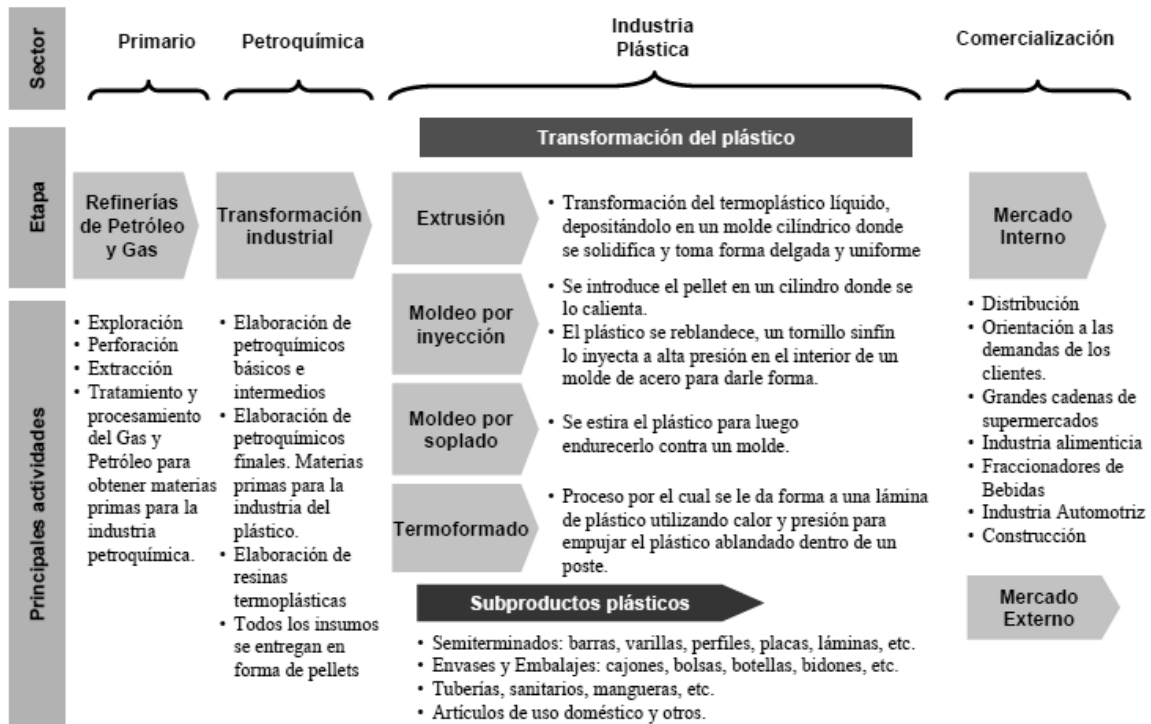 Sector
Primario
Petroquímica
Industria
Plástica
Comercialización
Etapa
Transformación del plástico
Refinerías
de Petróleo
y Gas
Transformación
industrial
Extrusión
• Transformación del termoplástico líquido,
depositándolo en un molde cilíndrico donde
se solidifica y toma forma delgada y uniforme
Mercado
Interno
Principales actividades
• Exploración
• Perforación
• Extracción
• Tratamiento y
procesamiento
del Gas y
Petróleo para
obtener materias
primas para la
industria
petroquímica.
• Elaboración de
petroquímicos
básicos e
intermedios
• Elaboración de
petroquímicos
finales. Materias
primas para la
industria del
plástico.
• Elaboración de
resinas
termoplásticas
• Todos los insumos
se entregan en
forma de pellets
Moldeo por
inyección
• Se introduce el pellet en un cilindro donde se
lo calienta.
• El plástico se reblandece, un tornillo sinfín
lo inyecta a alta presión en el interior de un
molde de acero para darle forma.
Moldeo por
soplado
• Se estira el plástico para luego
endurecerlo contra un molde.
Termoformado
• Proceso por el cual se le da forma a una lámina
de plástico utilizando calor y presión para
empujar el plástico ablandado dentro de un
poste.
Subproductos plásticos
• Semiterminados: barras, varillas, perfiles, placas, láminas, etc.
• Envases y Embalajes: cajones, bolsas, botellas, bidones, etc.
• Tuberías, sanitarios, mangueras, etc.
• Artículos de uso doméstico y otros.
• Distribución
• Orientación a las
demandas de los
clientes.
• Grandes cadenas de
supermercados
• Industria alimenticia
• Fraccionadores de
Bebidas
• Industria Automotriz
• Construcción
Mercado
Externo